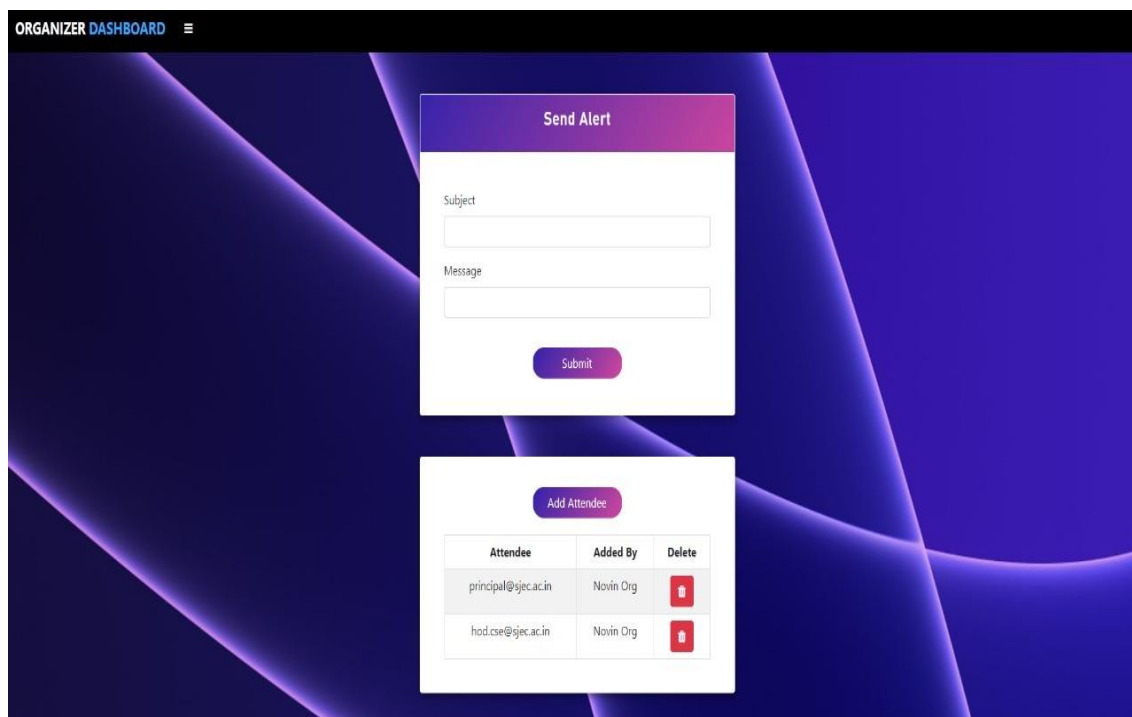 ORGANIZER DASHBOARD
Send Alert
Subject
Message
Submit
Add Attendee
Attendee Added By Delete
principal@sjec.ac.in Novin Org
hod.cse@sjec.ac.in Novin Org